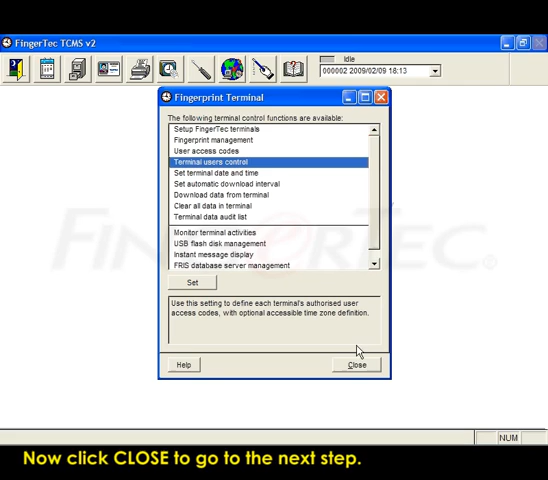 FingerTec TCMS v2
Idle
000002 2009/02/09 18:13
Fingerprint Terminal
The following terminal control functions are available:
Setup FingerTec terminals
Fingerprint management
User access codes
Terminal users control
Set terminal date and time
Set automatic download interval
Download data from terminal
Clear all data in terminal
Terminal data audit list
Monitor terminal activities
USB flash disk management
Instant message display
FRIS database server management
Set
Use this setting to define each terminal's authorised user
access codes, with optional accessible time zone definition.
Help
Close
FINGERTEC®
NUM
Now click CLOSE to go to the next step.